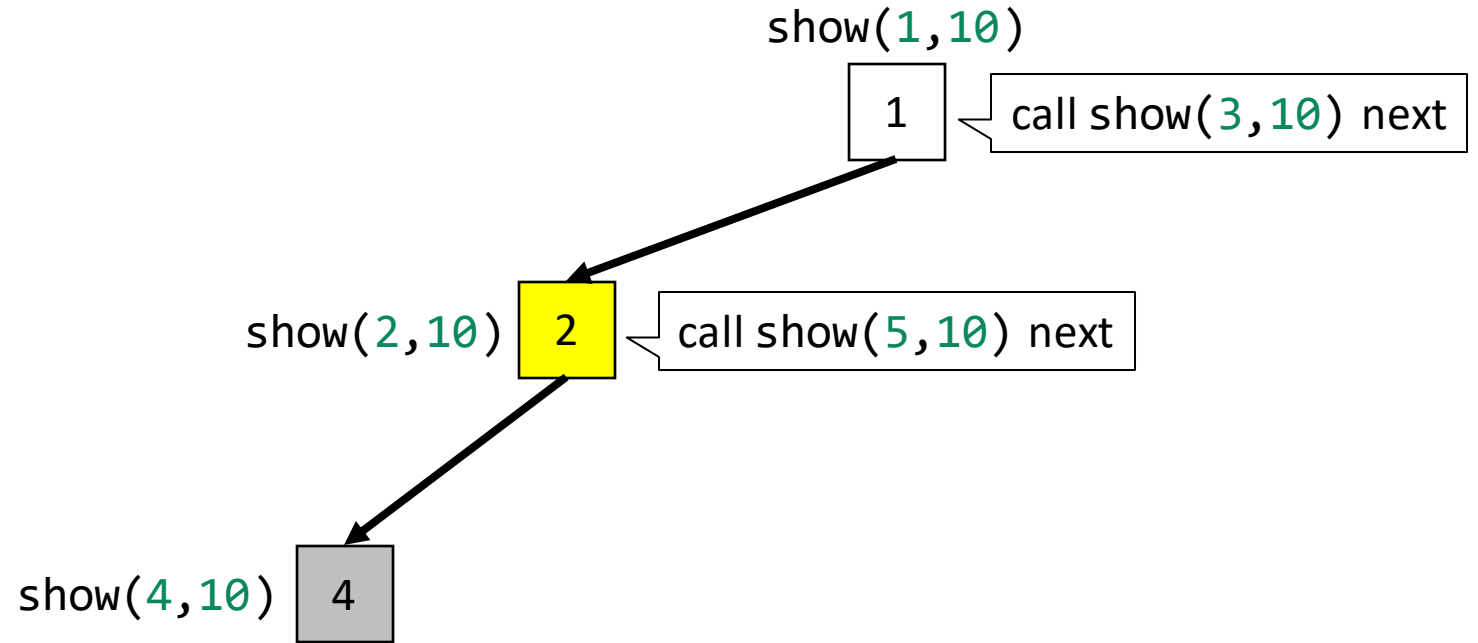 show(1,10)
1
call show(3,10) next
show(2,10)
2
call show(5,10) next
show(4,10)
4